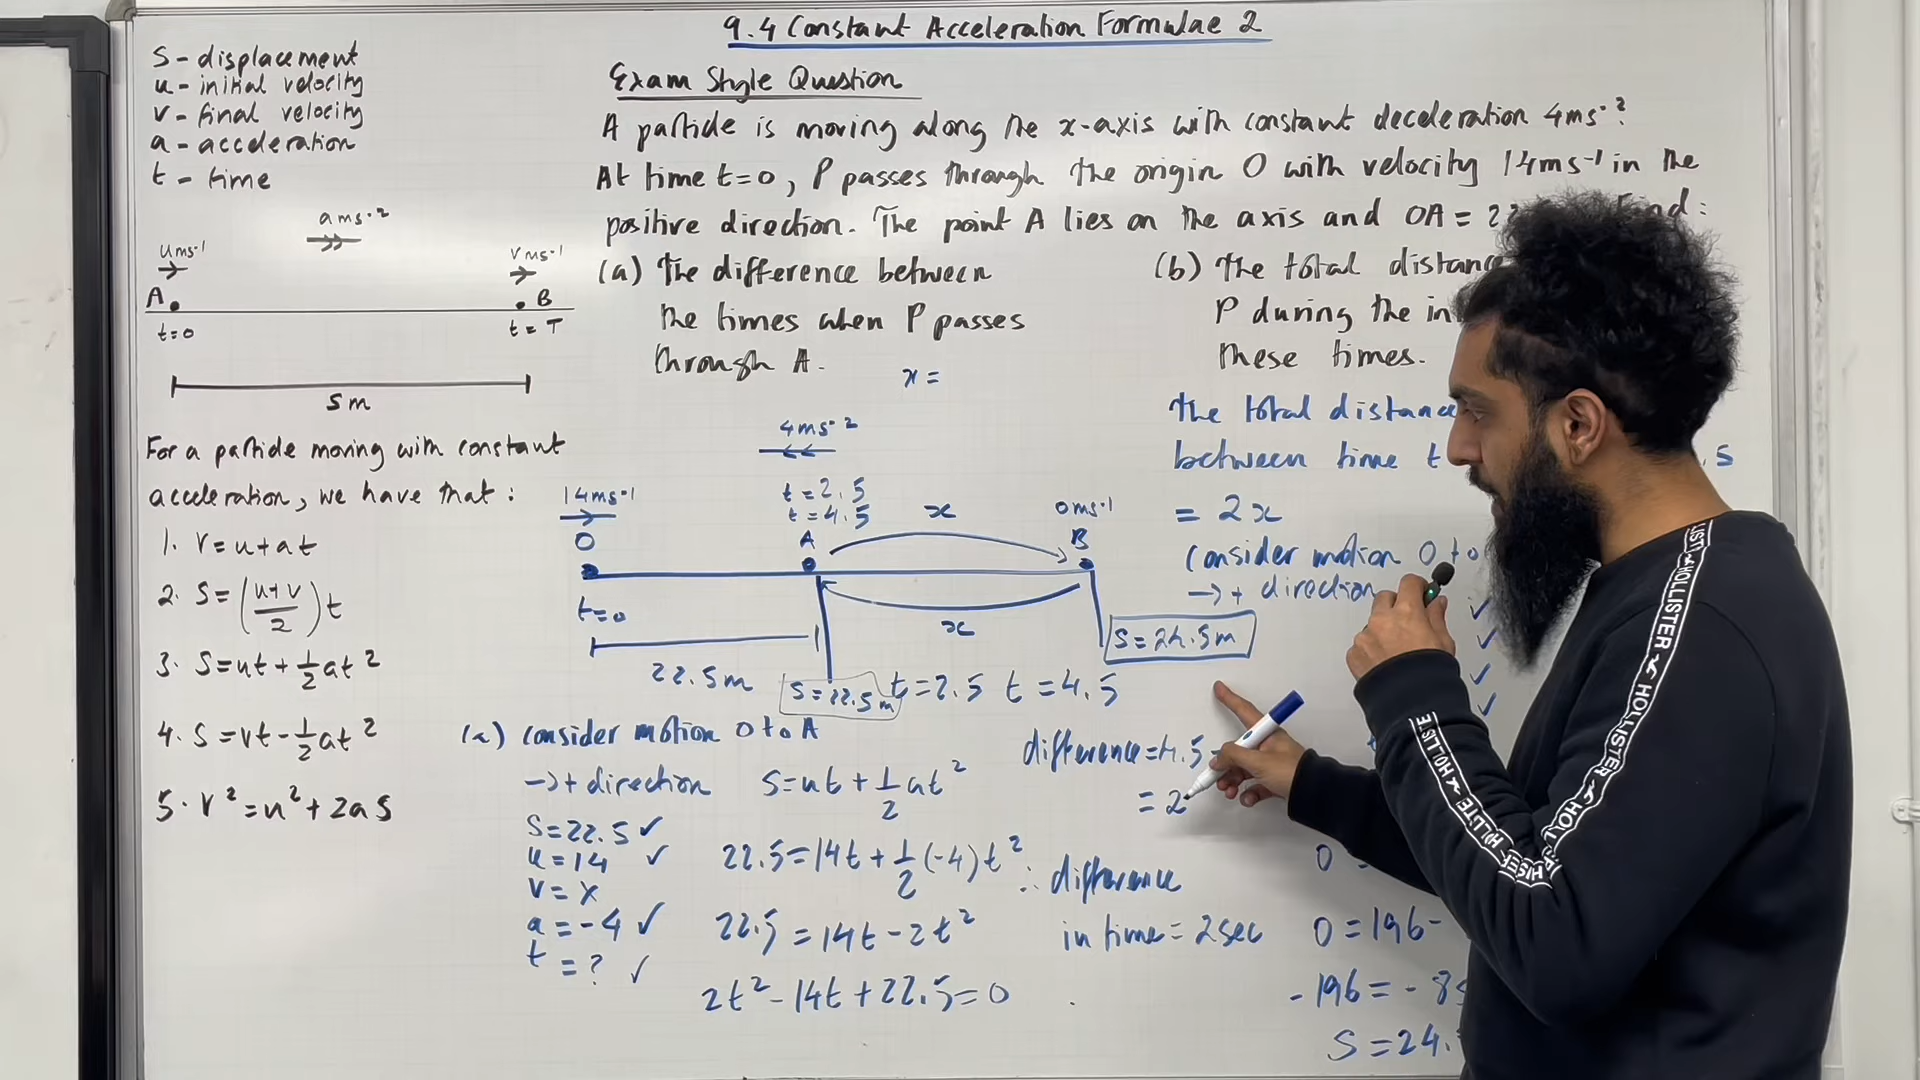 9.4 Constant Acceleration Formulae 2
S - displacement
u - initial velocity
v - final velocity
a - acceleration
t - time
a ms-2
u ms-1
v ms-1
A
B
t=0
t = T
s m
For a particle moving with constant
acceleration, we have that:
1. v = u + at
2. S = (u+v/2)t
3. S = ut + 1/2 at²
4. S = vt - 1/2 at²
5. v² = u² + 2as
Exam Style Question
A particle is moving along the x-axis with constant deceleration 4ms-2.
At time t=0, P passes through the origin O with velocity 14ms-1 in the
positive direction. The point A lies on the axis and OA = 22
(a) The difference between
the times when P passes
through A.
x =
4ms-2
14ms-1
t = 2.5
t = 4.5
x
0ms-1
O
A
B
t=0
x
22.5m
S = 22.5m
S = 24.5m
t = 2.5 t = 4.5
(a) consider motion O to A
→ + direction
S = 22.5 ✓
u = 14 ✓
v = x
a = -4 ✓
t = ? ✓
S = ut + 1/2 at²
22.5 = 14t + 1/2 (-4)t²
22.5 = 14t - 2t²
2t² - 14t + 22.5 = 0
difference = 4.5
= 2
∴ difference
in time = 2sec
(b) The total distance
P during the
these times.
The total distance
between time t
s
= 2x
consider motion O to
→ + direction
✓
✓
✓
✓
0 =
0 = 196 -
-196 = -8s
S = 24.
HOLLISTER
HOLLISTER
HOLLISTER